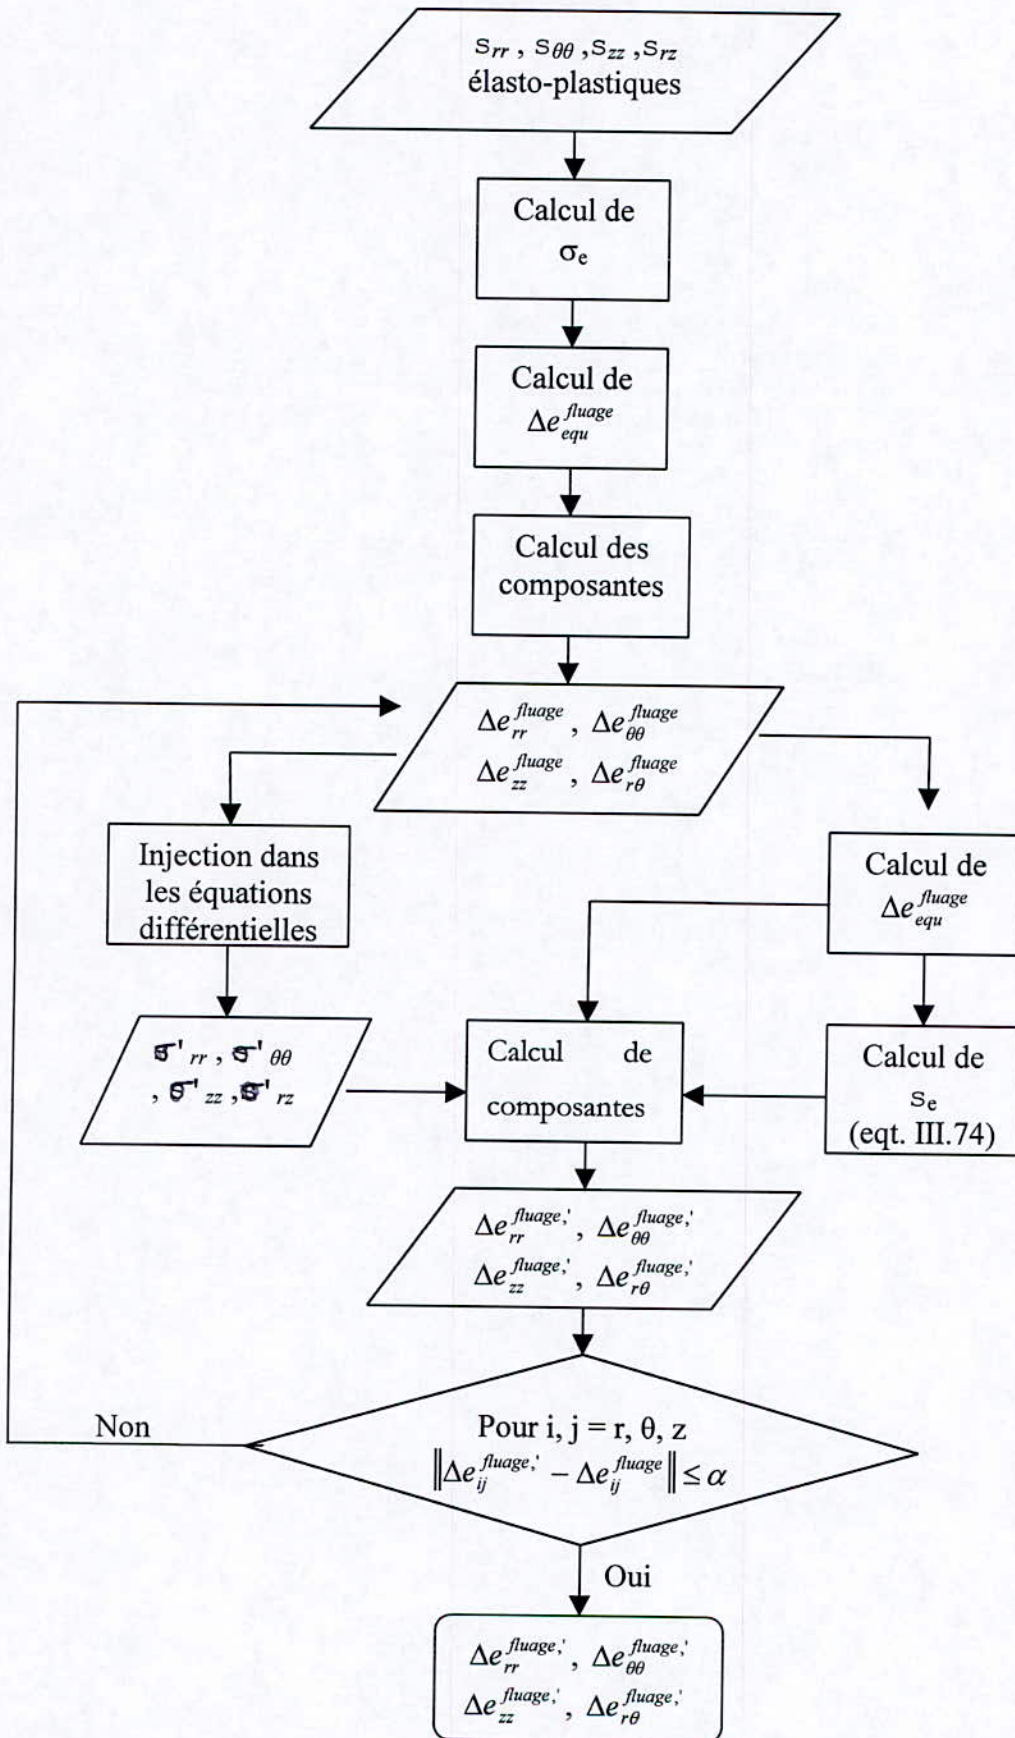 s_rr , s_θθ , s_zz , s_rz
élasto-plastiques
Calcul de
σ_e
Calcul de
Δe_equ^fluage
Calcul des
composantes
Δe_rr^fluage , Δe_θθ^fluage
Δe_zz^fluage , Δe_rθ^fluage
Injection dans
les équations
différentielles
Calcul de
Δe_equ^fluage
σ'_rr , σ'_θθ
, σ'_zz , σ'_rz
Calcul de
composantes
Calcul de
s_e
(eqt. III.74)
Δe_rr^fluage,' , Δe_θθ^fluage,'
Δe_zz^fluage,' , Δe_rθ^fluage,'
Non
Pour i, j = r, θ, z
‖Δe_ij^fluage,' − Δe_ij^fluage‖ ≤ α
Oui
Δe_rr^fluage,' , Δe_θθ^fluage,'
Δe_zz^fluage,' , Δe_rθ^fluage,'